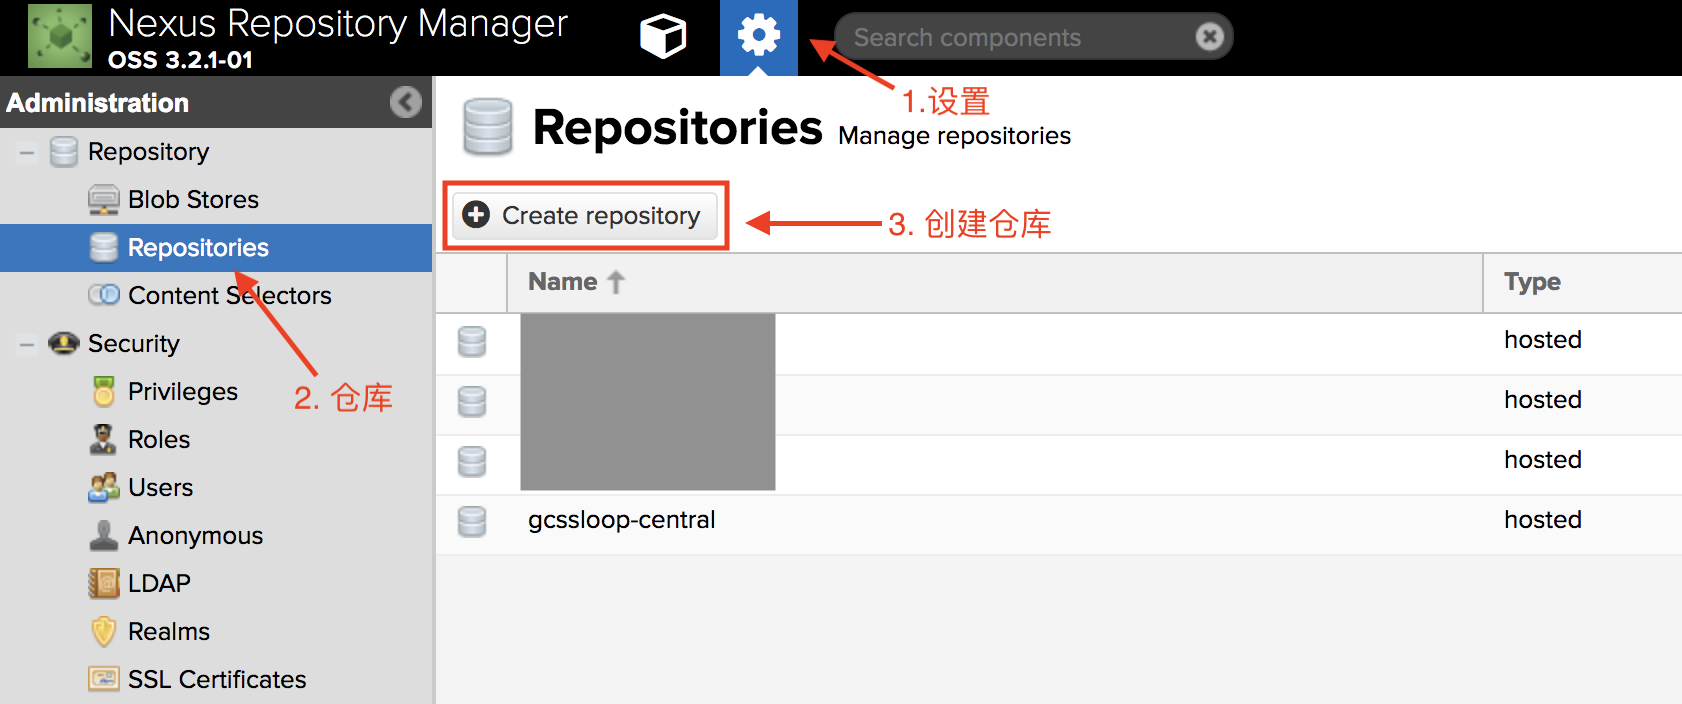 Nexus Repository Manager
OSS 3.2.1-01
Search components
1.设置
Administration
Repository
Blob Stores
Repositories
Content Selectors
Security
2. 仓库
Privileges
Roles
Users
Anonymous
LDAP
Realms
SSL Certificates
Repositories Manage repositories
Create repository
3. 创建仓库
Name Type
hosted
hosted
hosted
gcssloop-central hosted